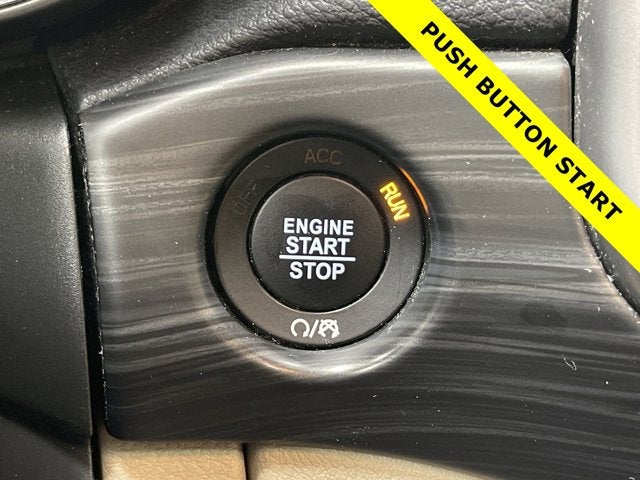 PUSH BUTTON START
ACC
OFF
RUN
ENGINE
START
STOP